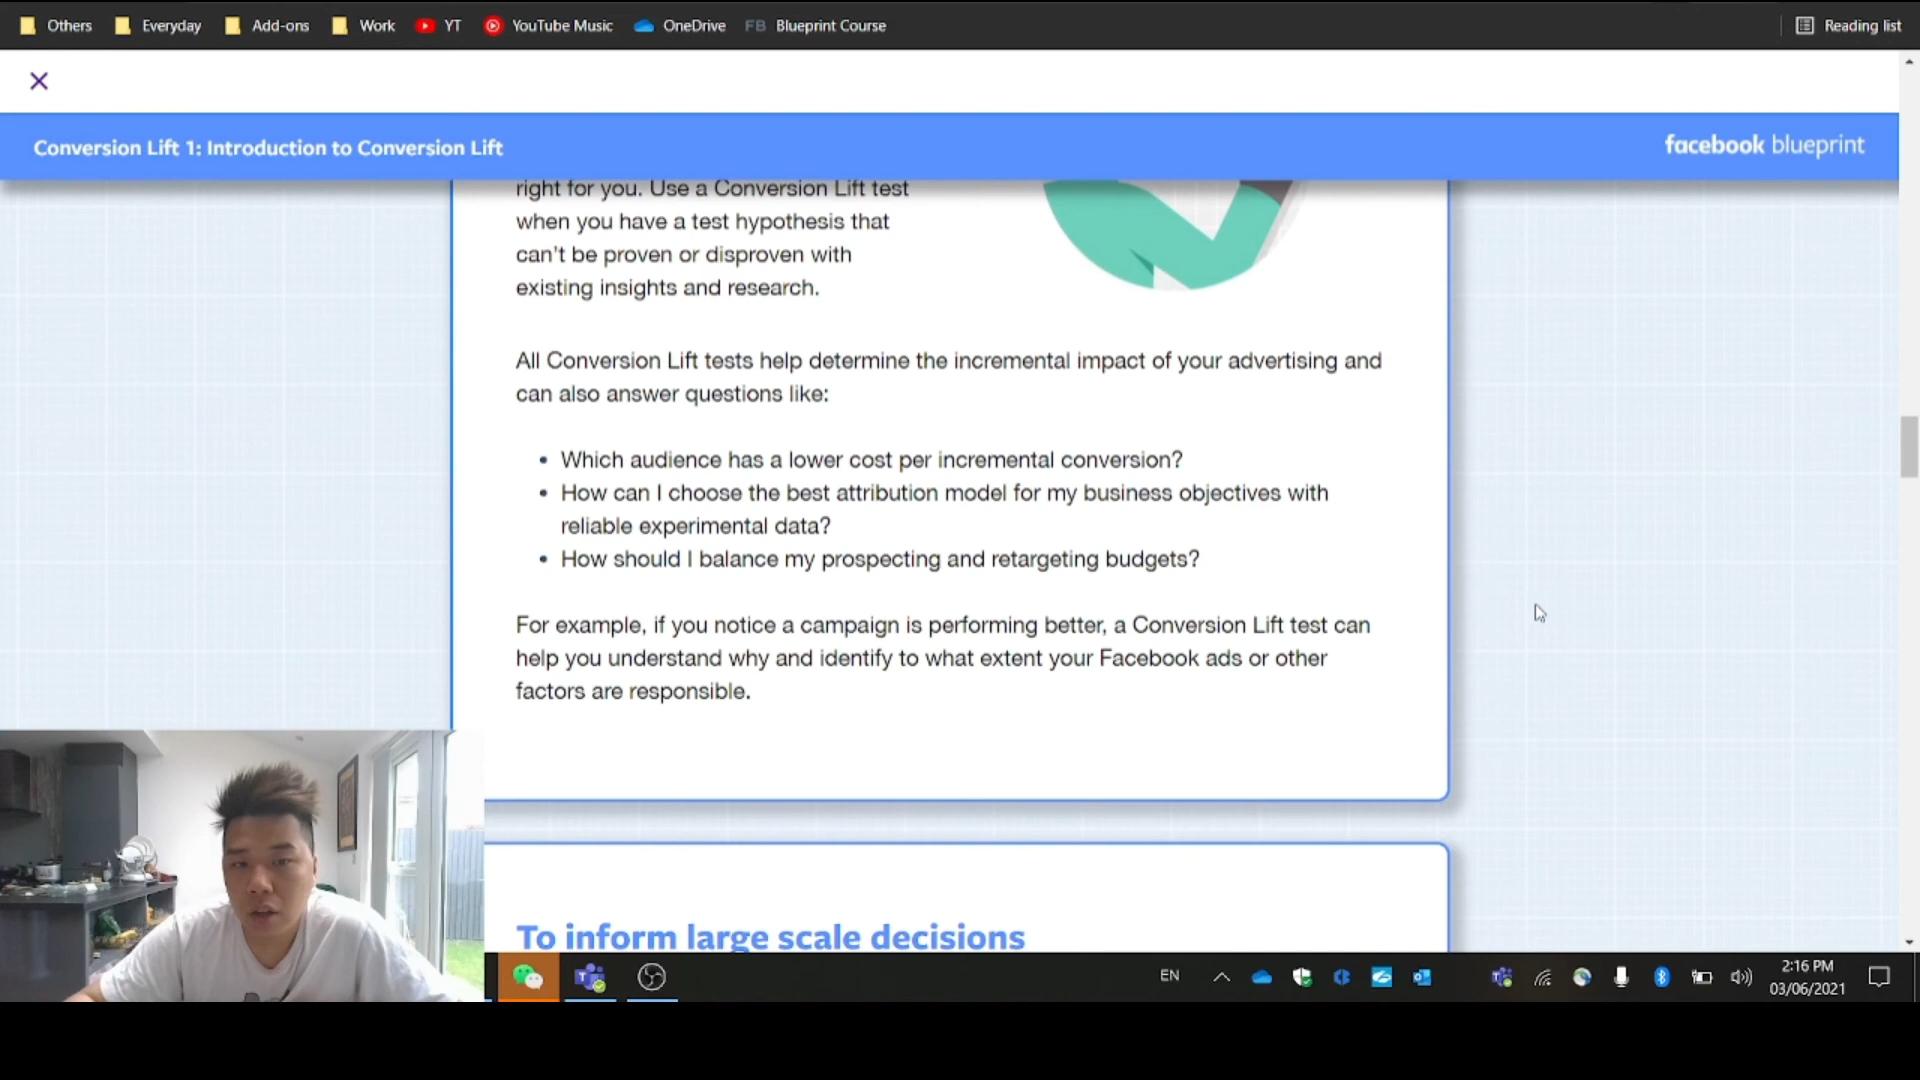 Others Everyday Add-ons Work YT YouTube Music OneDrive FB Blueprint Course Reading list
Conversion Lift 1: Introduction to Conversion Lift facebook blueprint
right for you. Use a Conversion Lift test
when you have a test hypothesis that
can't be proven or disproven with
existing insights and research.
All Conversion Lift tests help determine the incremental impact of your advertising and
can also answer questions like:
• Which audience has a lower cost per incremental conversion?
• How can I choose the best attribution model for my business objectives with
reliable experimental data?
• How should I balance my prospecting and retargeting budgets?
For example, if you notice a campaign is performing better, a Conversion Lift test can
help you understand why and identify to what extent your Facebook ads or other
factors are responsible.
To inform large scale decisions
EN 2:16 PM
03/06/2021